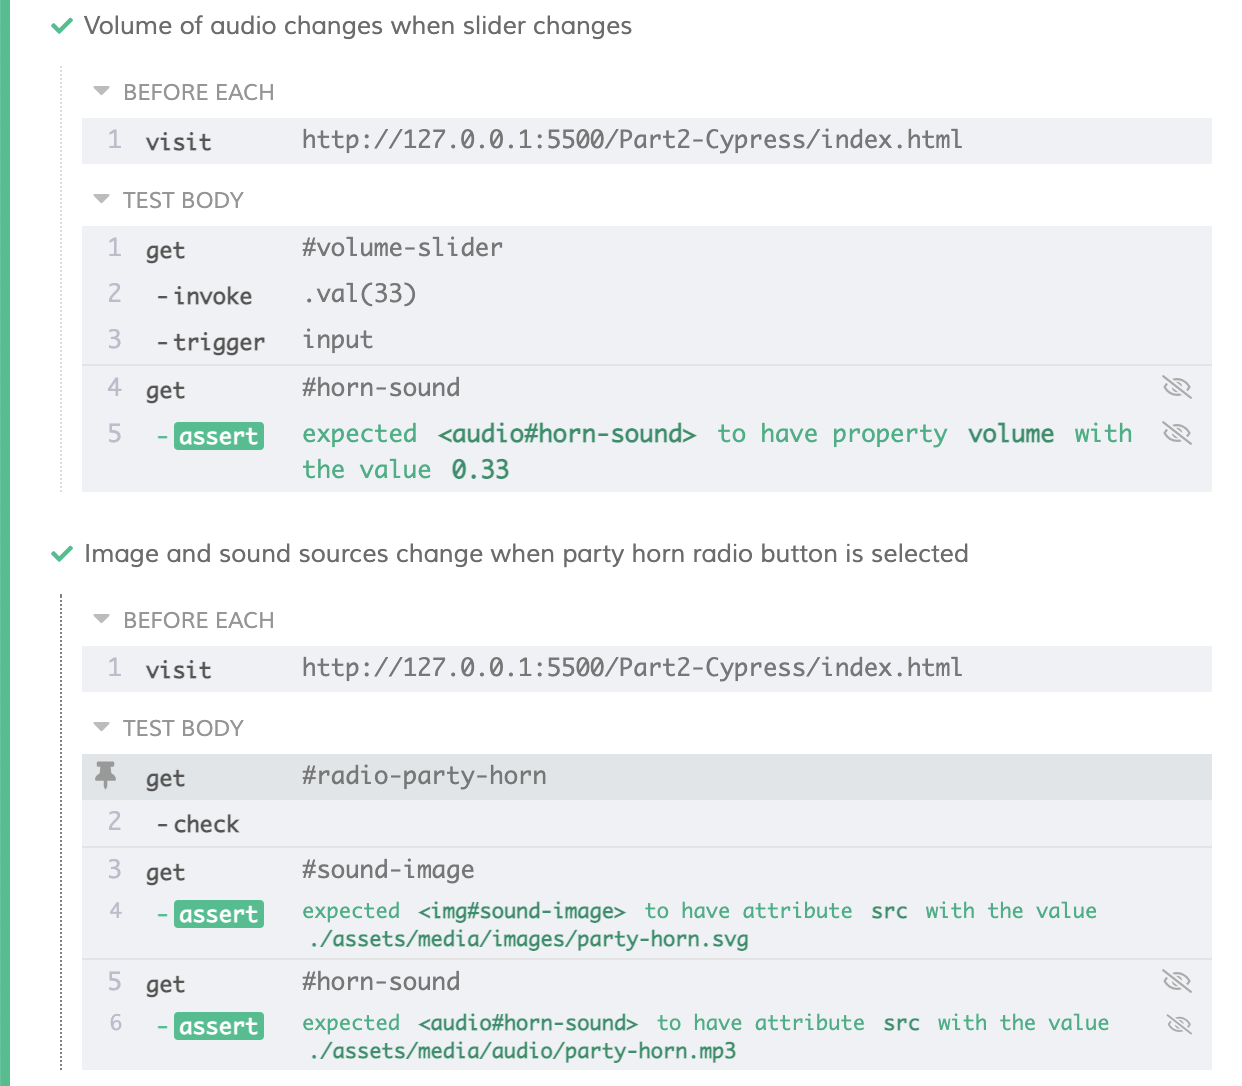 Volume of audio changes when slider changes
BEFORE EACH
1 visit http://127.0.0.1:5500/Part2-Cypress/index.html
TEST BODY
1 get #volume-slider
2 -invoke .val(33)
3 -trigger input
4 get #horn-sound
5 -assert expected <audio#horn-sound> to have property volume with
the value 0.33
Image and sound sources change when party horn radio button is selected
BEFORE EACH
1 visit http://127.0.0.1:5500/Part2-Cypress/index.html
TEST BODY
get #radio-party-horn
2 -check
3 get #sound-image
4 -assert expected <img#sound-image> to have attribute src with the value
./assets/media/images/party-horn.svg
5 get #horn-sound
6 -assert expected <audio#horn-sound> to have attribute src with the value
./assets/media/audio/party-horn.mp3